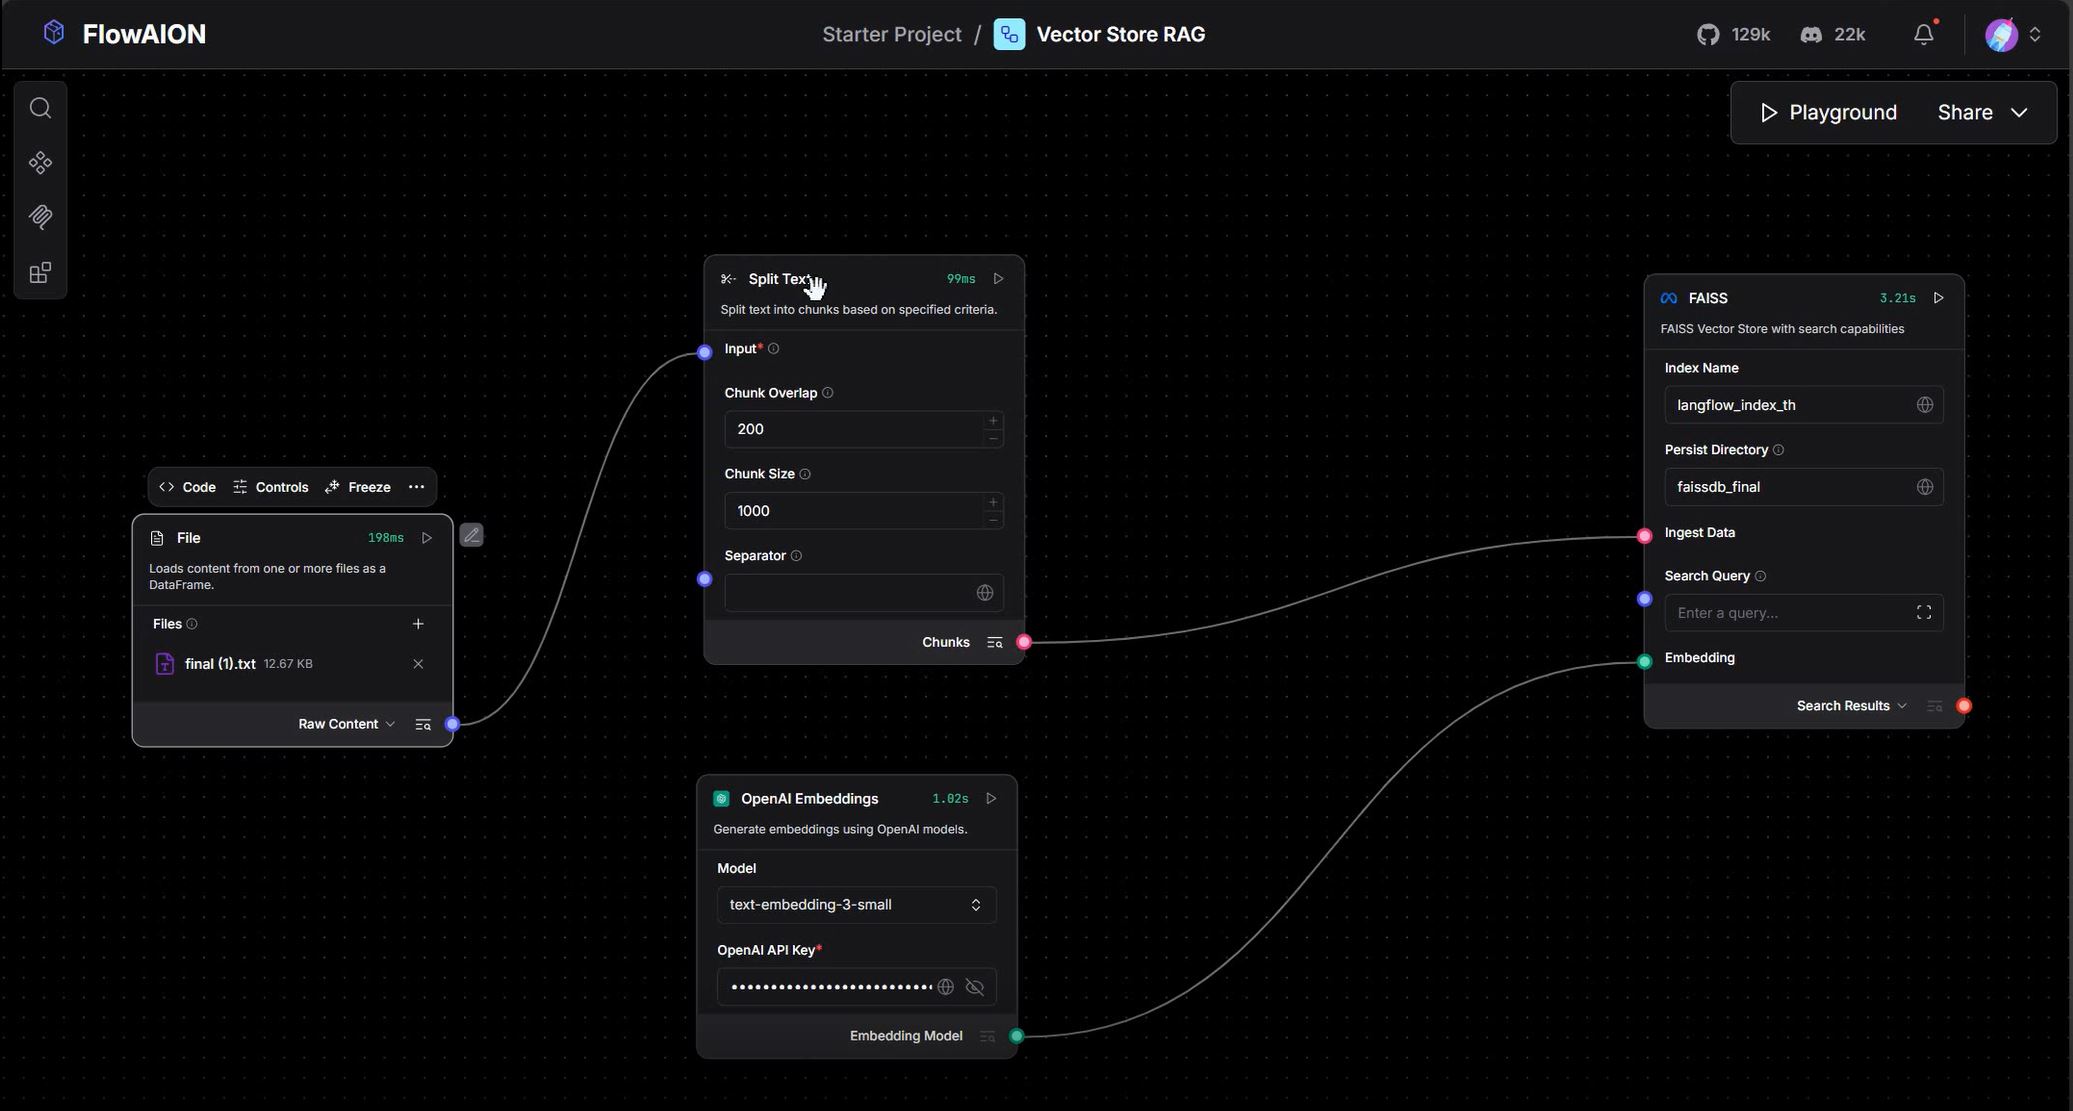 FlowAION
Starter Project / Vector Store RAG
129k
22k
Playground
Share
Split Text
99ms
Split text into chunks based on specified criteria.
Input*
Chunk Overlap
200
Chunk Size
1000
Separator
Chunks
FAISS
3.21s
FAISS Vector Store with search capabilities
Index Name
langflow_index_th
Persist Directory
faissdb_final
Ingest Data
Search Query
Enter a query...
Embedding
Search Results
Code
Controls
Freeze
File
198ms
Loads content from one or more files as a
DataFrame.
Files
final (1).txt 12.67 KB
Raw Content
OpenAI Embeddings
1.02s
Generate embeddings using OpenAI models.
Model
text-embedding-3-small
OpenAI API Key*
Embedding Model